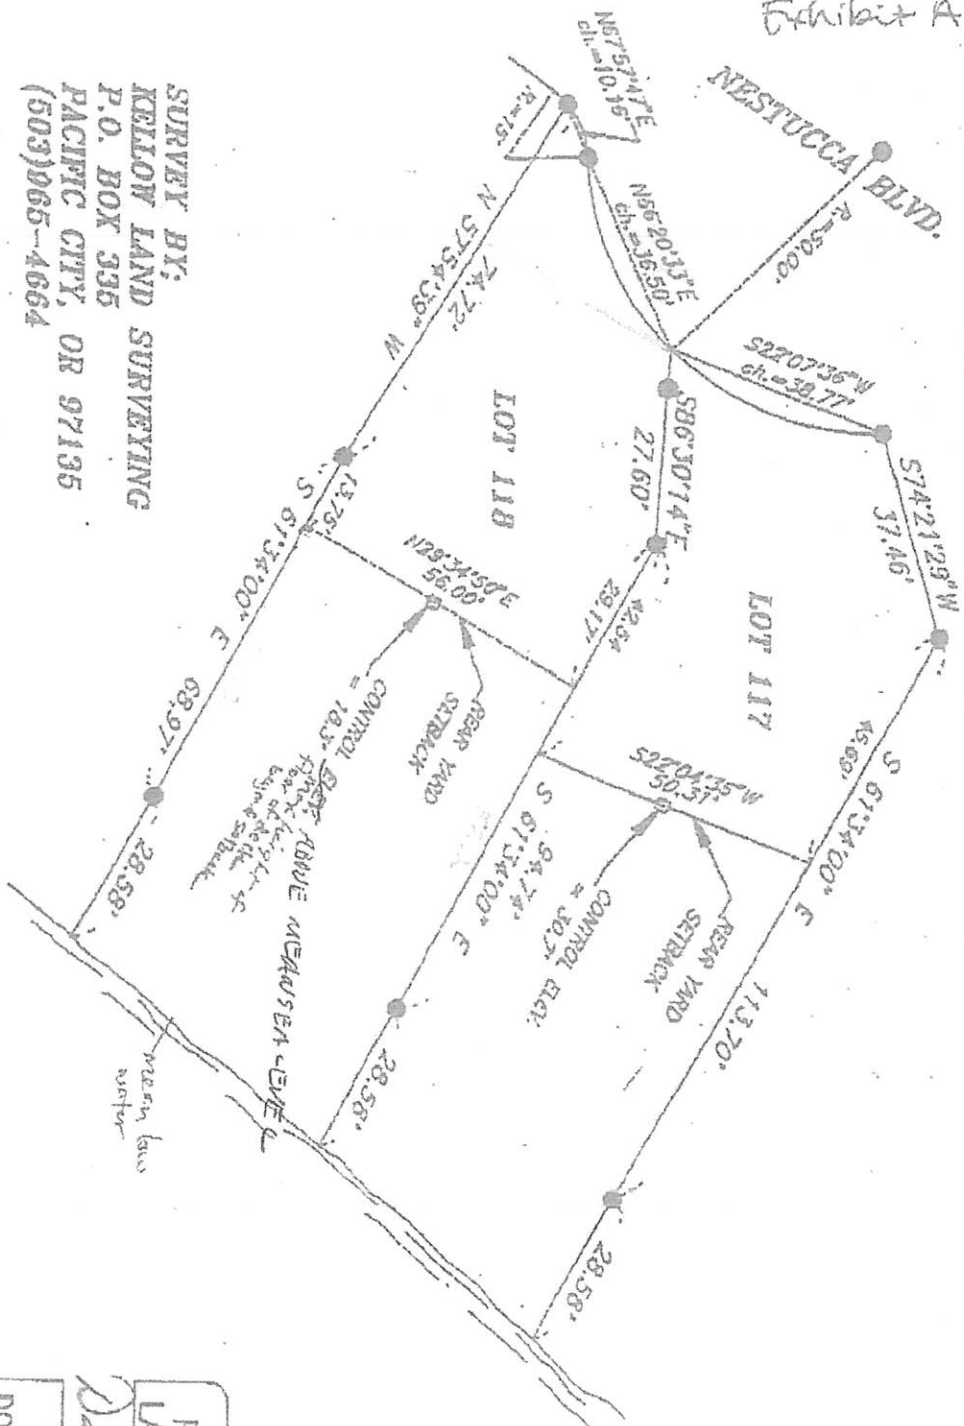 Exhibit A
NESTUCCA BLVD.
R=50.00'
N67°57'47"E
ch.=10.16'
R=15'
N56°20'33"E
ch.=36.50'
S22°07'36"W
ch.=38.77'
S74°21'29"W
37.46'
S86°30'14"E
27.60'
N 57°54'39" W
74.72'
LOT 118
LOT 117
13.75'
S 61°34'00" E
68.97'
28.58'
N29°34'50"E
56.00'
29.17'
42.54
REAR YARD
SETBACK
CONTROL ELEV
= 18.3' ABOVE MEAN SEA LEVEL
45.69'
S 61°34'00" E
113.70'
28.58'
S22°04'35"W
50.37'
REAR YARD
SETBACK
CONTROL ELEV.
= 30.7'
S 61°34'00" E
94.74'
28.58'
mean low
water
SURVEY BY;
KELLOW LAND SURVEYING
P.O. BOX 335
PACIFIC CITY, OR 97135
(503)965-4664